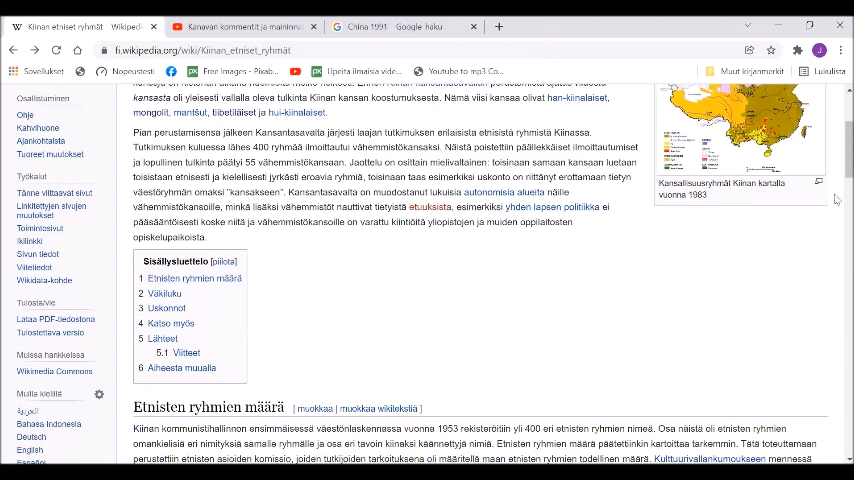 Kiinan etniset ryhmät – Wikipedi
Kanavan kommentit ja maininnat
China 1991 - Google-haku
fi.wikipedia.org/wiki/Kiinan_etniset_ryhmät
J
Sovellukset
Nopeustesti
Free Images - Pixab...
Upeita ilmaisia vide...
Youtube to mp3 Co...
Muut kirjanmerkit
Lukulista
Osallistuminen
Ohje
Kahvihuone
Ajankohtaista
Tuoreet muutokset
Työkalut
Tänne viittaavat sivut
Linkitettyjen sivujen
muutokset
Toimintosivut
Ikilinkki
Sivun tiedot
Viitetiedot
Wikidata-kohde
Tulosta/vie
Lataa PDF-tiedostona
Tulostettava versio
Muissa hankkeissa
Wikimedia Commons
Muilla kielillä
العربية
Bahasa Indonesia
Deutsch
English
Español
kansasta oli yleisesti vallalla oleva tulkinta Kiinan kansan koostumuksesta. Nämä viisi kansaa olivat han-kiinalaiset,
mongolit, mantšut, tiibetiläiset ja hui-kiinalaiset.
Pian perustamisensa jälkeen Kansantasavalta järjesti laajan tutkimuksen erilaisista etnisistä ryhmistä Kiinassa.
Tutkimuksen kuluessa lähes 400 ryhmää ilmoittautui vähemmistökansaksi. Näistä poistettiin päällekkäiset ilmoittautumiset
ja lopullinen tulkinta päätyi 55 vähemmistökansaan. Jaottelu on osittain mielivaltainen: toisinaan samaan kansaan luetaan
toisistaan etnisesti ja kielellisesti jyrkästi eroavia ryhmiä, toisinaan taas esimerkiksi uskonto on riittänyt erottamaan tietyn
väestöryhmän omaksi "kansakseen". Kansantasavalta on muodostanut lukuisia autonomisia alueita näille
vähemmistöryhmille, minkä lisäksi vähemmistöt nauttivat tietyistä etuuksista, esimerkiksi yhden lapsen politiikka ei
pääsääntöisesti koske niitä ja vähemmistökansoille on varattu kiintiöitä yliopistojen ja muiden oppilaitosten
opiskelupaikoista.
Kansallisuusryhmät Kiinan kartalla
vuonna 1983
Sisällysluettelo [piilota]
1 Etnisten ryhmien määrä
2 Väkiluku
3 Uskonnot
4 Katso myös
5 Lähteet
5.1 Viitteet
6 Aiheesta muualla
Etnisten ryhmien määrä [ muokkaa | muokkaa wikitekstiä ]
Kiinan kommunistihallinnon ensimmäisessä väestönlaskennassa vuonna 1953 rekisteröitiin yli 400 eri etnisten ryhmien nimeä. Osa näistä oli etnisten ryhmien
omankielisiä eri nimityksiä samalle ryhmälle ja osa eri tavoin kiinaksi käännettyjä nimiä. Etnisten ryhmien määrä päätettiinkin kartoittaa tarkemmin. Tätä toteuttamaan
perustettiin etnisten asioiden komissio, joiden tutkijoiden tarkoituksena oli määritellä maan etnisten ryhmien todellinen määrä. Kulttuurivallankumoukseen mennessä